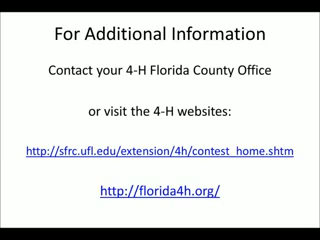 For Additional Information
Contact your 4-H Florida County Office
or visit the 4-H websites:
http://sfrc.ufl.edu/extension/4h/contest_home.shtm
http://florida4h.org/